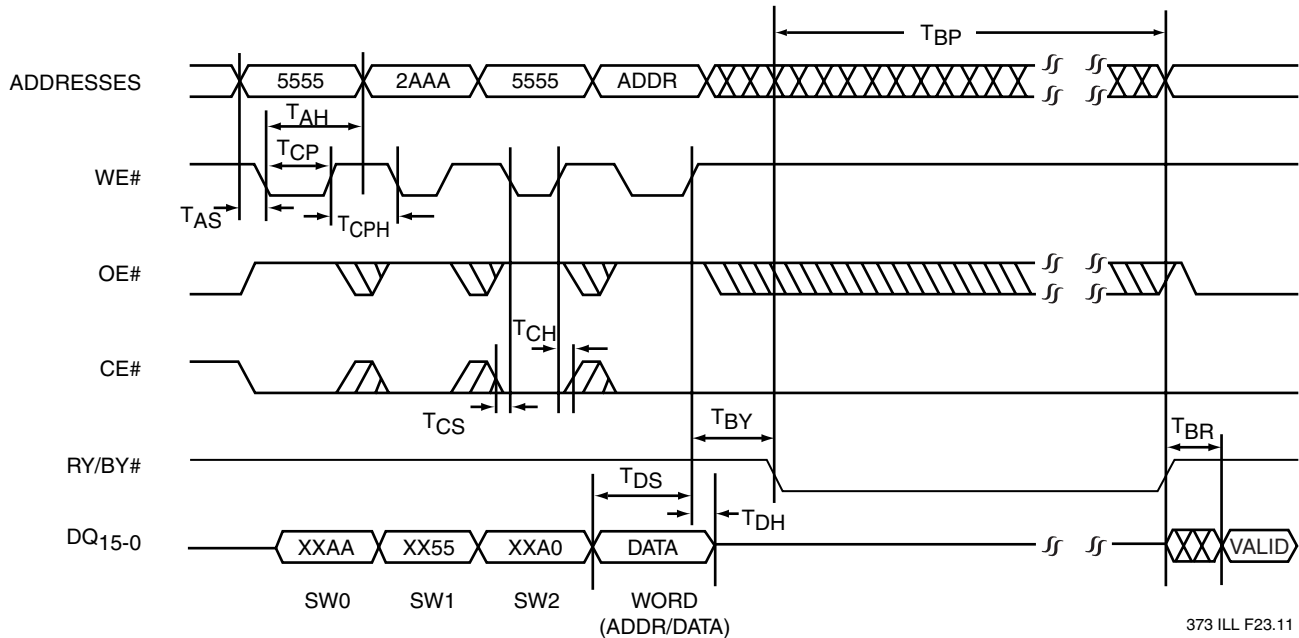 TBP
ADDRESSES 5555 2AAA 5555 ADDR
TAH
TCP
WE#
TAS TCPH
OE#
TCH
CE#
TCS TBY
TBR
RY/BY#
TDS
TDH
DQ15-0 XXAA XX55 XXA0 DATA VALID
SW0 SW1 SW2 WORD
(ADDR/DATA)
373 ILL F23.11